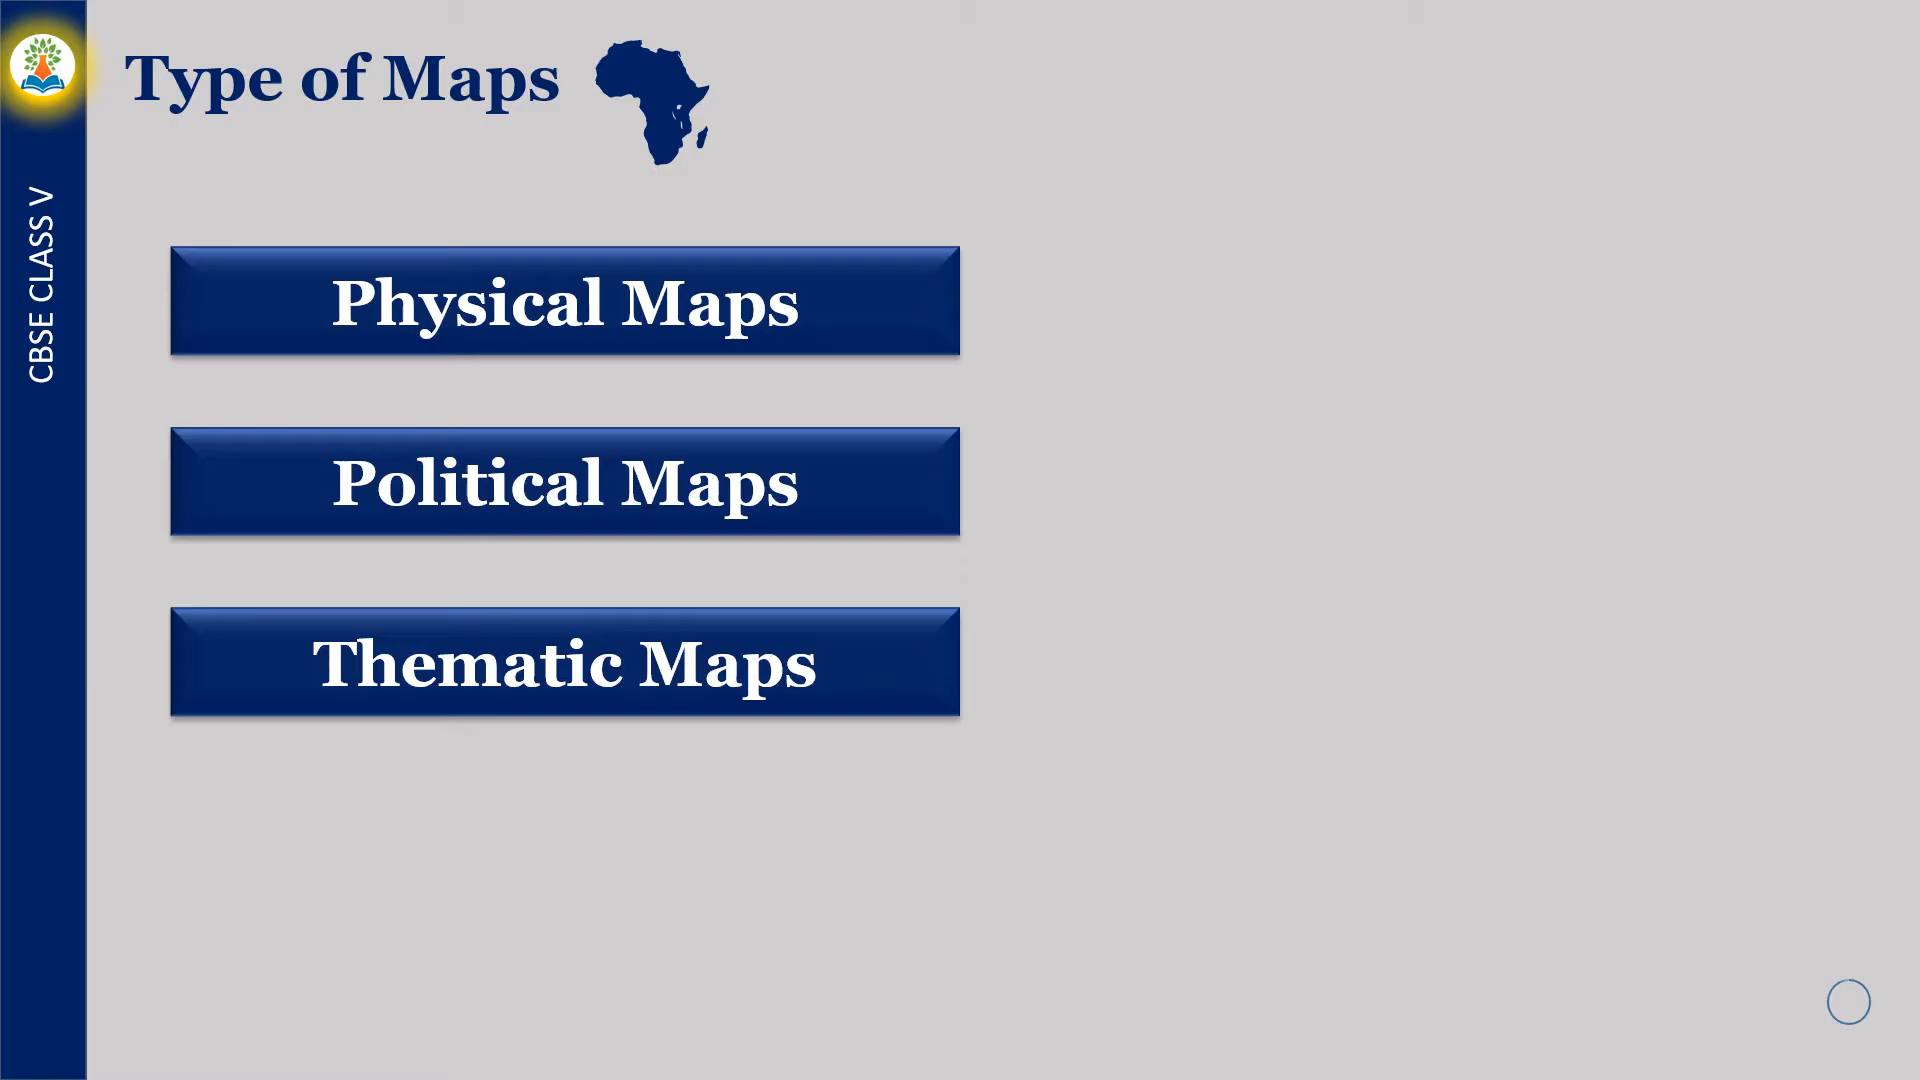 Type of Maps
CBSE CLASS V
Physical Maps
Political Maps
Thematic Maps